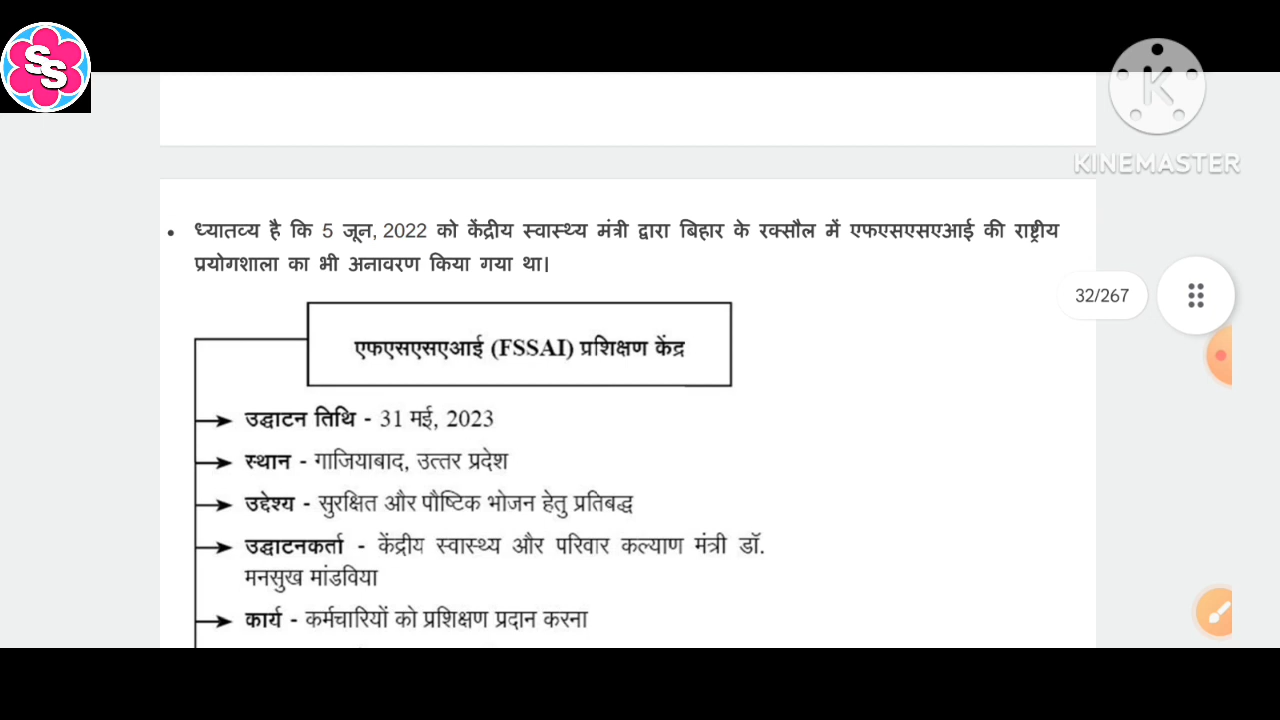 SS
KINEMASTER
ध्यातव्य है कि 5 जून, 2022 को केंद्रीय स्वास्थ्य मंत्री द्वारा बिहार के रक्सौल में एफएसएसएआई की राष्ट्रीय
प्रयोगशाला का भी अनावरण किया गया था।
32/267
एफएसएसएआई (FSSAI) प्रशिक्षण केंद्र
उद्घाटन तिथि - 31 मई, 2023
स्थान - गाजियाबाद, उत्तर प्रदेश
उद्देश्य - सुरक्षित और पौष्टिक भोजन हेतु प्रतिबद्ध
उद्घाटनकर्ता - केंद्रीय स्वास्थ्य और परिवार कल्याण मंत्री डॉ.
मनसुख मांडविया
कार्य - कर्मचारियों को प्रशिक्षण प्रदान करना